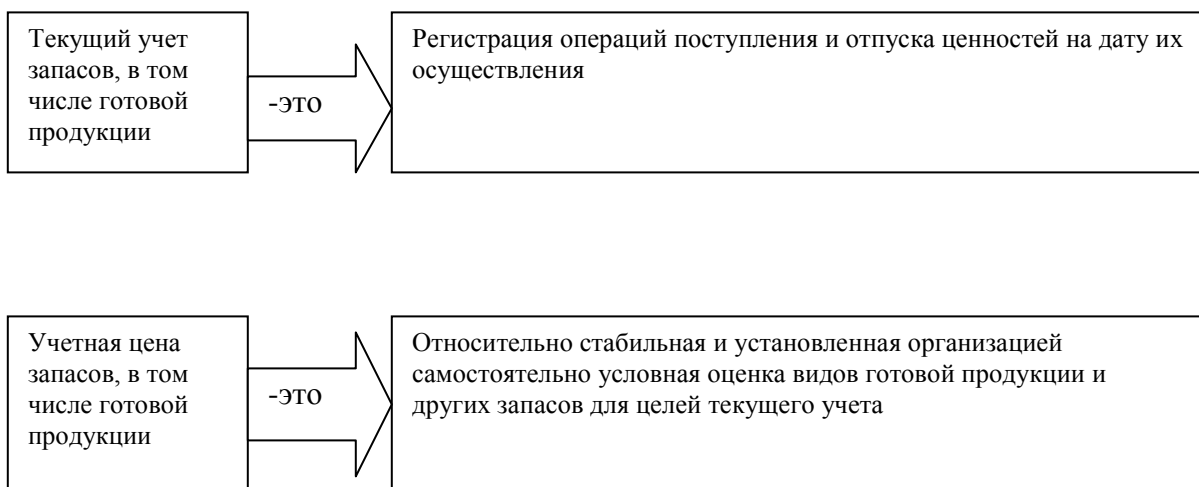 Текущий учет
запасов, в том
числе готовой
продукции
-это
Регистрация операций поступления и отпуска ценностей на дату их
осуществления
Учетная цена
запасов, в том
числе готовой
продукции
-это
Относительно стабильная и установленная организацией
самостоятельно условная оценка видов готовой продукции и
других запасов для целей текущего учета